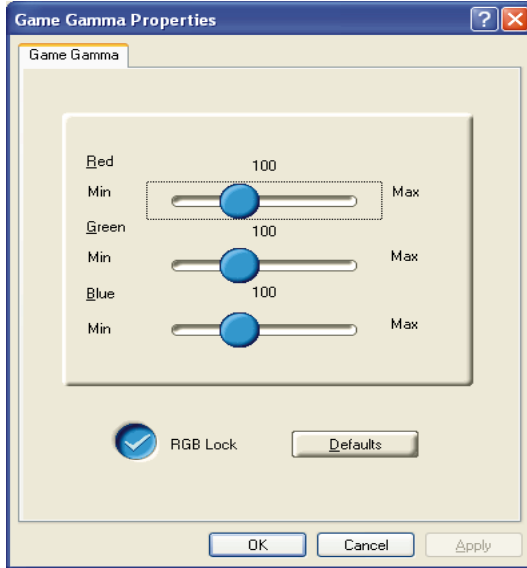 Game Gamma Properties
Game Gamma
Red
100
Min
Max
Green
100
Min
Max
Blue
100
Min
Max
RGB Lock
Defaults
OK
Cancel
Apply